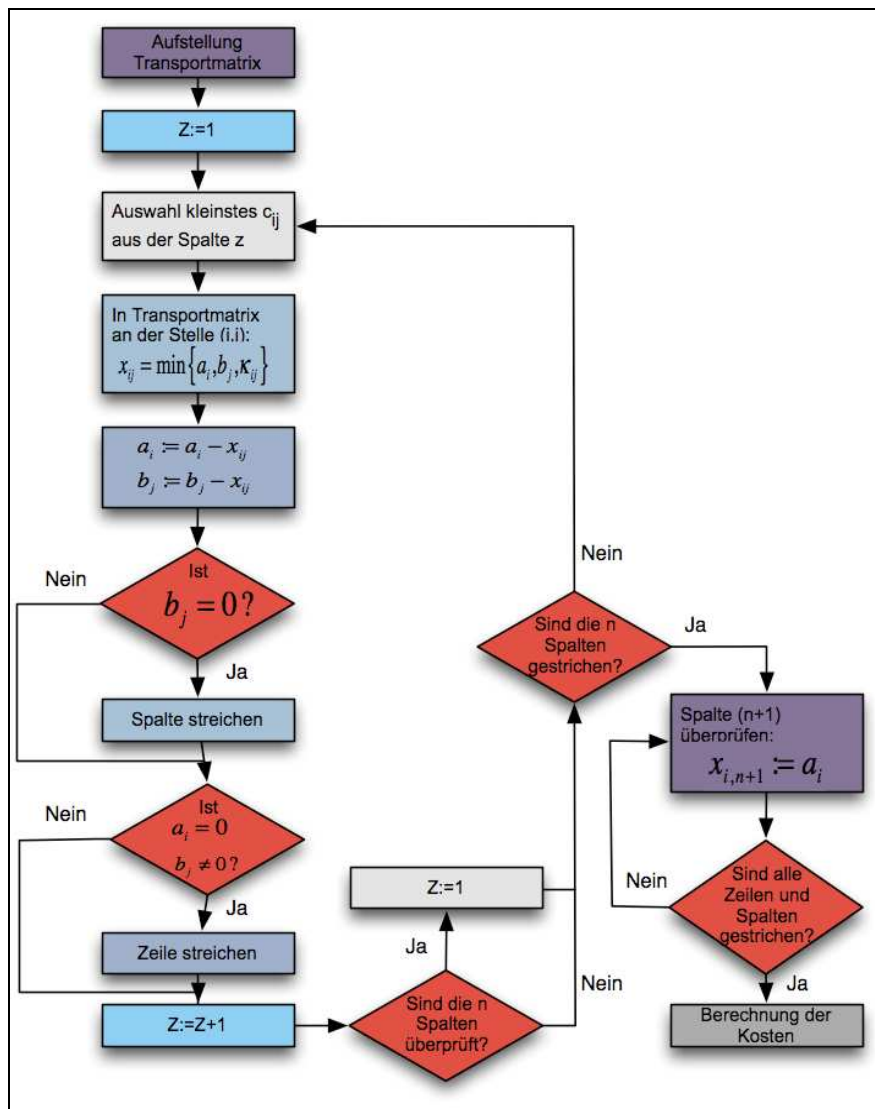 Aufstellung
Transportmatrix
Z:=1
Auswahl kleinstes c_ij
aus der Spalte z
In Transportmatrix
an der Stelle (i,j):
x_ij = min{a_i, b_j, κ_ij}
a_i := a_i − x_ij
b_j := b_j − x_ij
Ist
b_j = 0?
Nein
Ja
Spalte streichen
Ist
a_i = 0
b_j ≠ 0?
Nein
Ja
Zeile streichen
Z:=Z+1
Sind die n
Spalten
überprüft?
Ja
Nein
Z:=1
Sind die n
Spalten
gestrichen?
Nein
Ja
Spalte (n+1)
überprüfen:
x_i,n+1 := a_i
Sind alle
Zeilen und
Spalten
gestrichen?
Nein
Ja
Berechnung der
Kosten